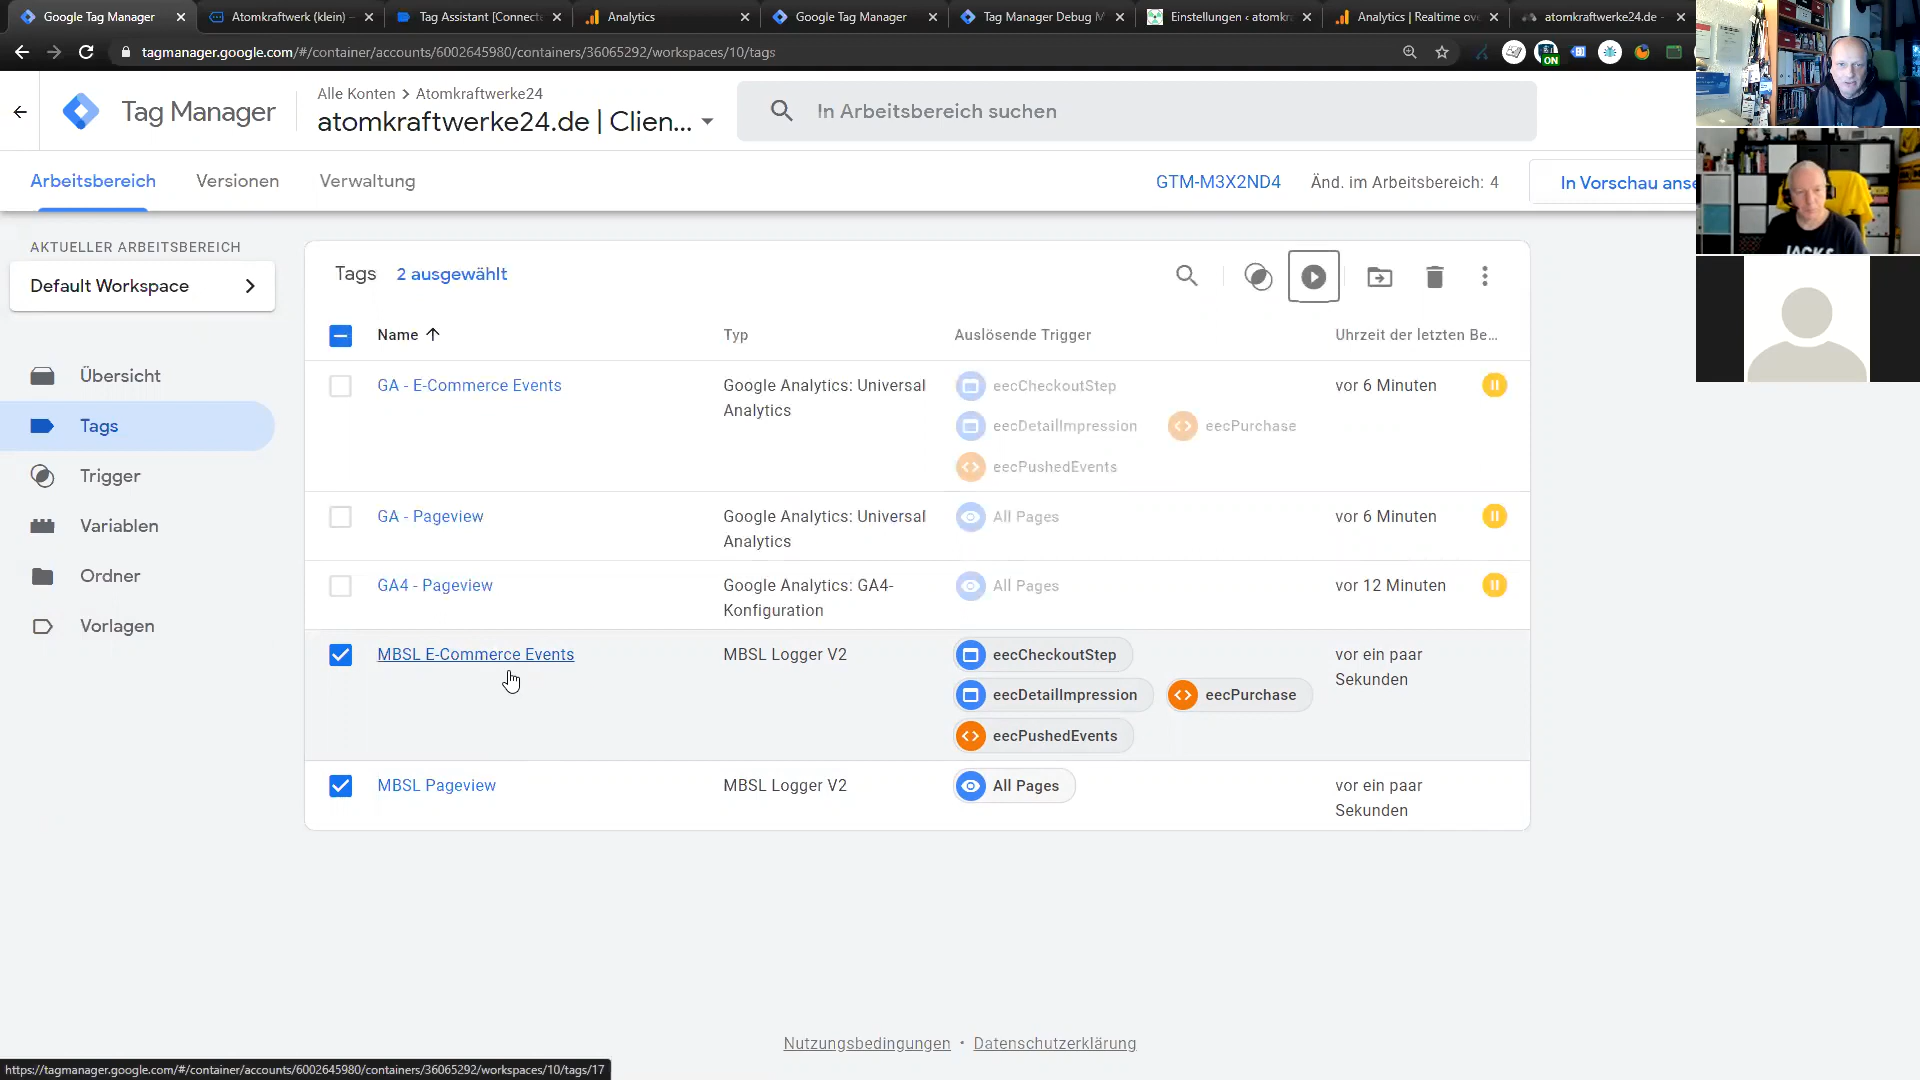 Google Tag Manager
Atomkraftwerk (klein) –
Tag Assistant [Connecte
Analytics
Google Tag Manager
Tag Manager Debug M
Einstellungen ‹ atomkr
Analytics | Realtime ov
atomkraftwerke24.de -
tagmanager.google.com/#/container/accounts/6002645980/containers/36065292/workspaces/10/tags
ON
Tag Manager
Alle Konten > Atomkraftwerke24
atomkraftwerke24.de | Clien...
In Arbeitsbereich suchen
Arbeitsbereich
Versionen
Verwaltung
GTM-M3X2ND4
Änd. im Arbeitsbereich: 4
In Vorschau anse
AKTUELLER ARBEITSBEREICH
Default Workspace
Übersicht
Tags
Trigger
Variablen
Ordner
Vorlagen
Tags 2 ausgewählt
Name
Typ
Auslösende Trigger
Uhrzeit der letzten Be...
GA - E-Commerce Events
Google Analytics: Universal
Analytics
eecCheckoutStep
eecDetailImpression
eecPurchase
eecPushedEvents
vor 6 Minuten
GA - Pageview
Google Analytics: Universal
Analytics
All Pages
vor 6 Minuten
GA4 - Pageview
Google Analytics: GA4-
Konfiguration
All Pages
vor 12 Minuten
MBSL E-Commerce Events
MBSL Logger V2
eecCheckoutStep
eecDetailImpression
eecPurchase
eecPushedEvents
vor ein paar
Sekunden
MBSL Pageview
MBSL Logger V2
All Pages
vor ein paar
Sekunden
Nutzungsbedingungen • Datenschutzerklärung
https://tagmanager.google.com/#/container/accounts/6002645980/containers/36065292/workspaces/10/tags/17